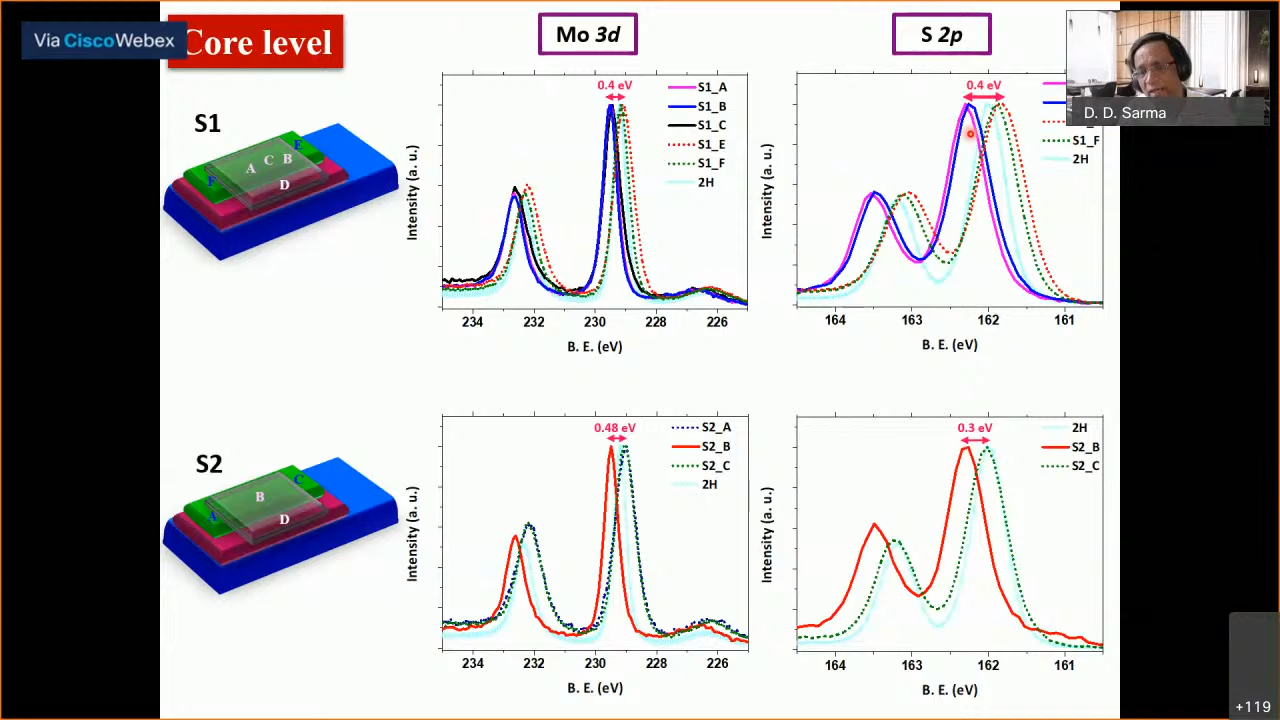 Via Cisco Webex
Core level
Mo 3d
S 2p
D. D. Sarma
S1
A
C
B
E
F
D
0.4 eV
S1_A
S1_B
S1_C
S1_E
S1_F
2H
Intensity (a. u.)
234
232
230
228
226
B. E. (eV)
0.4 eV
S1_F
2H
Intensity (a. u.)
164
163
162
161
B. E. (eV)
S2
B
C
A
D
0.48 eV
S2_A
S2_B
S2_C
2H
Intensity (a. u.)
234
232
230
228
226
B. E. (eV)
0.3 eV
2H
S2_B
S2_C
Intensity (a. u.)
164
163
162
161
B. E. (eV)
+119